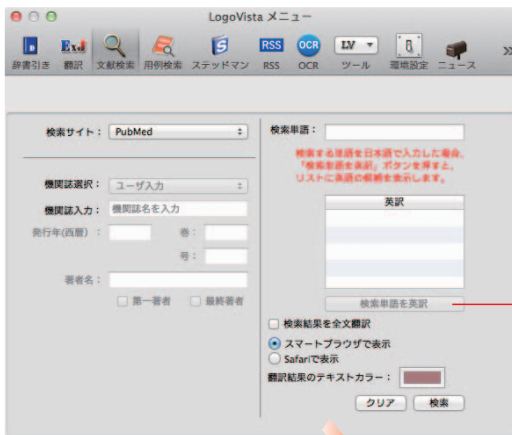 LogoVista メニュー
辞書引き 翻訳 文献検索 用例検索 ステッドマン RSS OCR ツール 環境設定 ニュース
検索サイト： PubMed
機関誌選択： ユーザ入力
機関誌入力： 機関誌名を入力
発行年(西暦)： 巻：
号：
著者名：
第一著者 最終著者
検索単語：
検索する単語を日本語で入力した場合、
「検索単語を英訳」ボタンを押すと、
リストに英語の候補を表示します。
英訳
検索単語を英訳
検索結果を全文翻訳
スマートブラウザで表示
Safariで表示
翻訳結果のテキストカラー：
クリア 検索